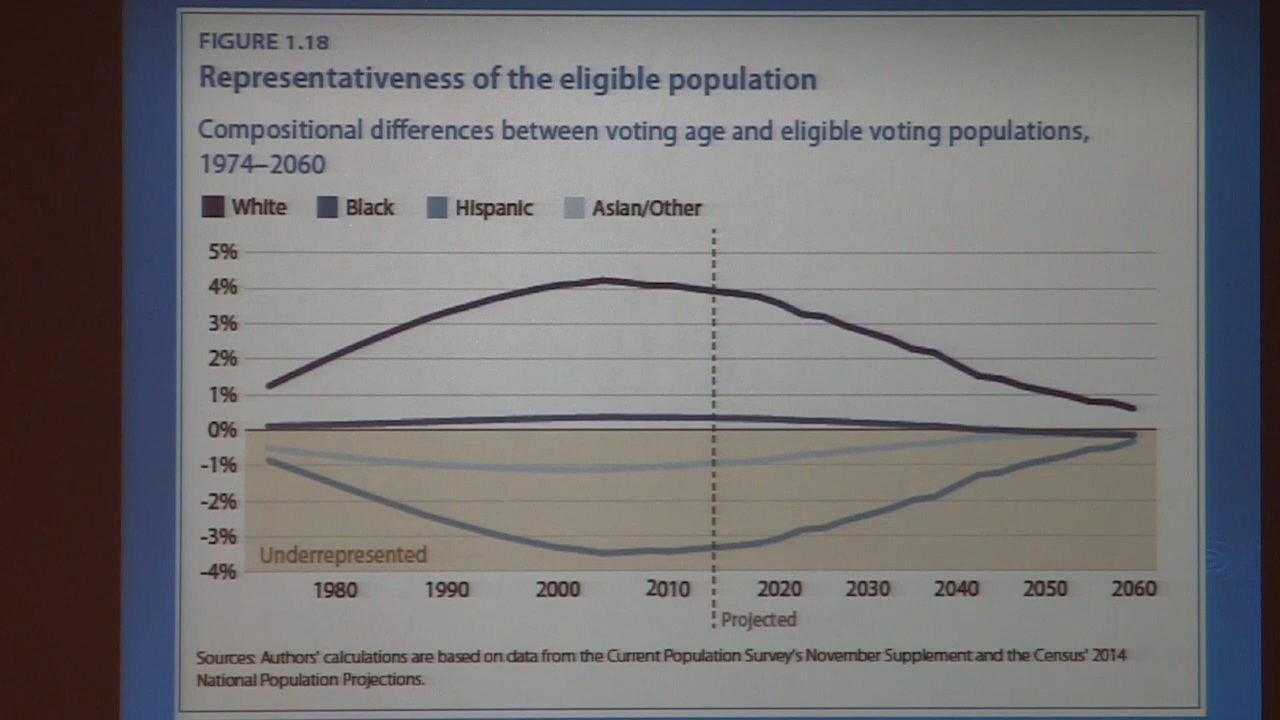 FIGURE 1.18
Representativeness of the eligible population
Compositional differences between voting age and eligible voting populations,
1974–2060
White Black Hispanic Asian/Other
5%
4%
3%
2%
1%
0%
-1%
-2%
-3%
Underrepresented
-4%
1980 1990 2000 2010 2020 2030 2040 2050 2060
Projected
Sources: Authors' calculations are based on data from the Current Population Survey's November Supplement and the Census' 2014
National Population Projections.